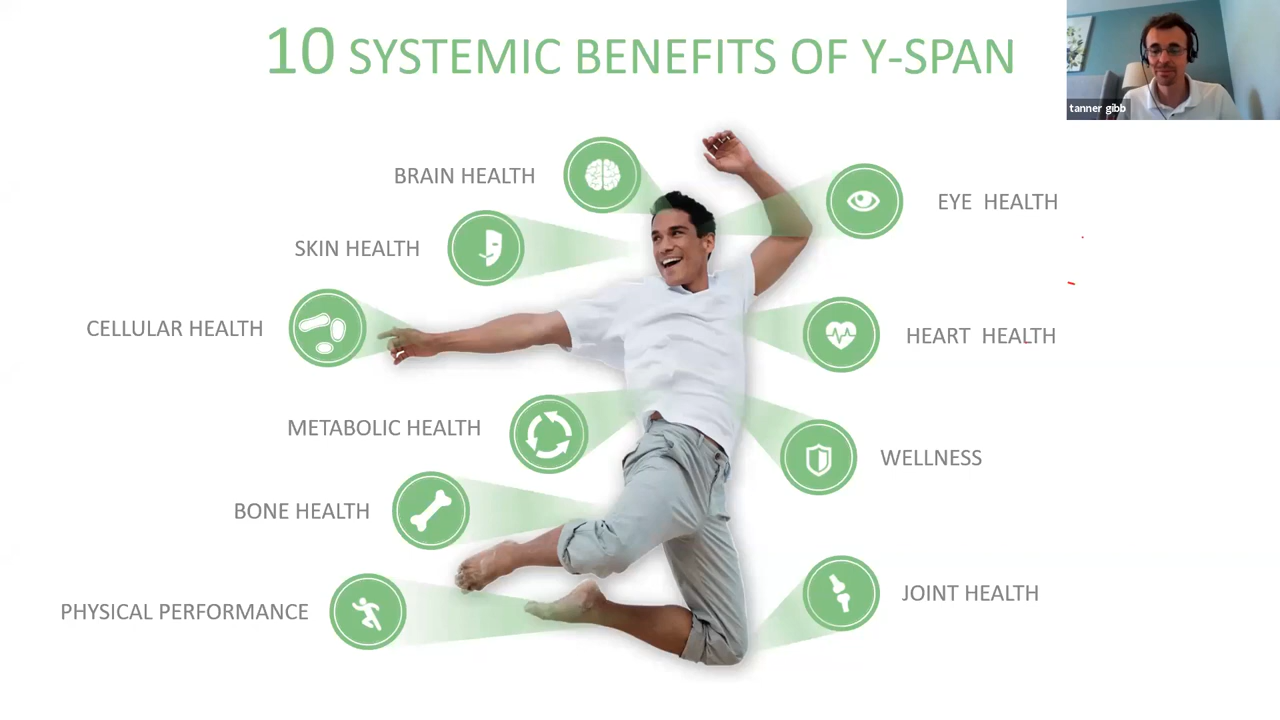 10 SYSTEMIC BENEFITS OF Y-SPAN
tanner gibb
BRAIN HEALTH
EYE HEALTH
SKIN HEALTH
CELLULAR HEALTH
HEART HEALTH
METABOLIC HEALTH
WELLNESS
BONE HEALTH
JOINT HEALTH
PHYSICAL PERFORMANCE